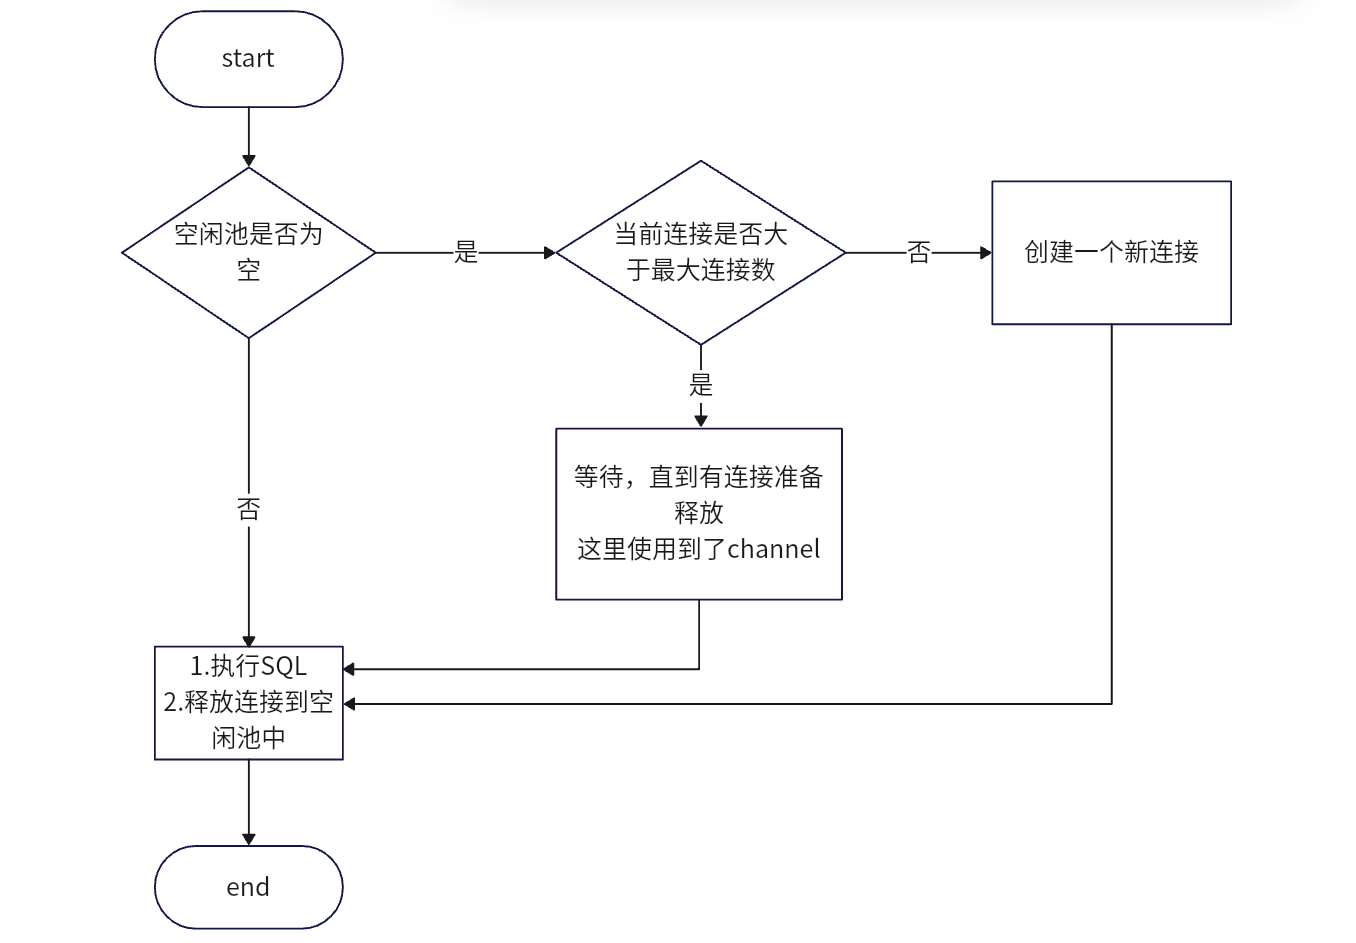 start
空闲池是否为
空
是
当前连接是否大
于最大连接数
否
创建一个新连接
是
等待，直到有连接准备
释放
这里使用到了channel
否
1.执行SQL
2.释放连接到空
闲池中
end